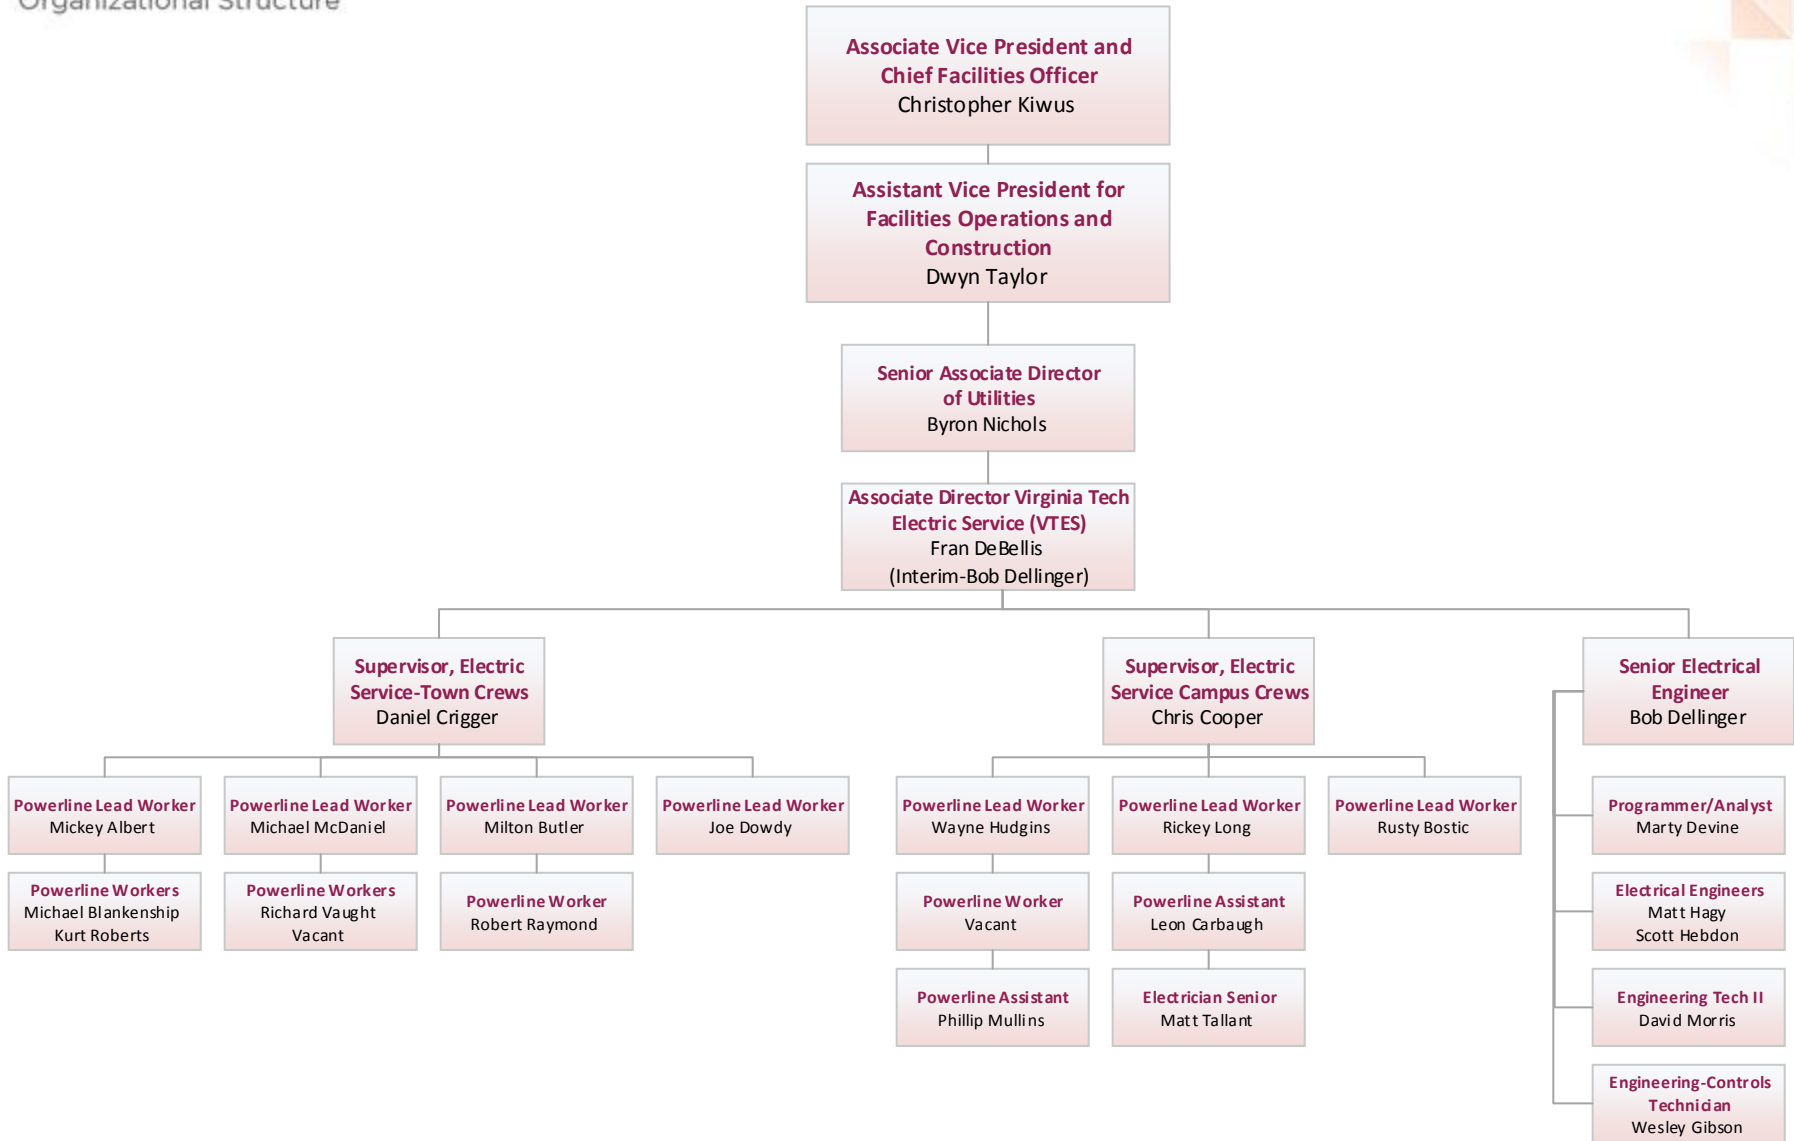 Organizational Structure
Associate Vice President and
Chief Facilities Officer
Christopher Kiwus
Assistant Vice President for
Facilities Operations and
Construction
Dwyn Taylor
Senior Associate Director
of Utilities
Byron Nichols
Associate Director Virginia Tech
Electric Service (VTES)
Fran DeBellis
(Interim-Bob Dellinger)
Supervisor, Electric
Service-Town Crews
Daniel Crigger
Supervisor, Electric
Service Campus Crews
Chris Cooper
Senior Electrical
Engineer
Bob Dellinger
Powerline Lead Worker
Mickey Albert
Powerline Lead Worker
Michael McDaniel
Powerline Lead Worker
Milton Butler
Powerline Lead Worker
Joe Dowdy
Powerline Lead Worker
Wayne Hudgins
Powerline Lead Worker
Rickey Long
Powerline Lead Worker
Rusty Bostic
Programmer/Analyst
Marty Devine
Powerline Workers
Michael Blankenship
Kurt Roberts
Powerline Workers
Richard Vaught
Vacant
Powerline Worker
Robert Raymond
Powerline Worker
Vacant
Powerline Assistant
Leon Carbaugh
Electrical Engineers
Matt Hagy
Scott Hebdon
Powerline Assistant
Phillip Mullins
Electrician Senior
Matt Tallant
Engineering Tech II
David Morris
Engineering-Controls
Technician
Wesley Gibson